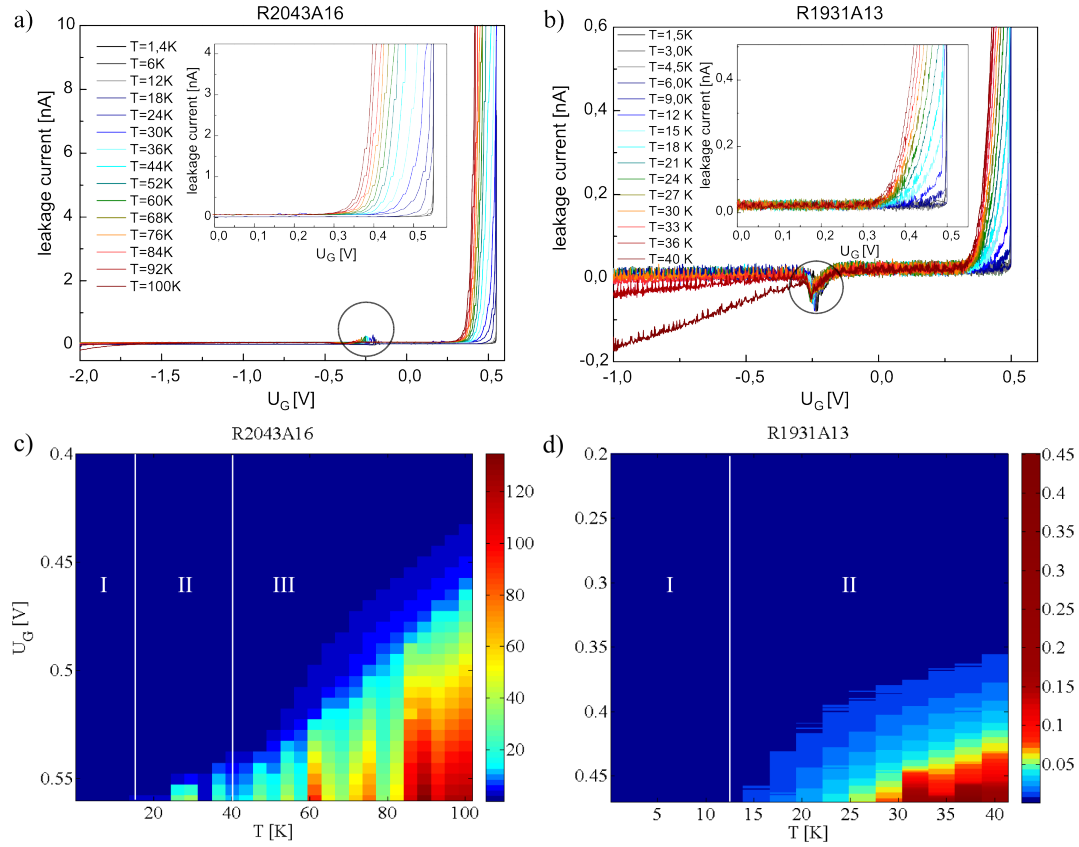 a)
R2043A16
leakage current [nA]
10
8
6
4
2
0
T=1,4K
T=6K
T=12K
T=18K
T=24K
T=30K
T=36K
T=44K
T=52K
T=60K
T=68K
T=76K
T=84K
T=92K
T=100K
leakage current [nA]
4
3
2
1
0
0,0 0,1 0,2 0,3 0,4 0,5
U_G [V]
-2,0 -1,5 -1,0 -0,5 0,0 0,5
U_G [V]
b)
R1931A13
leakage current [nA]
0,6
0,4
0,2
0,0
-0,2
T=1,5K
T=3,0K
T=4,5K
T=6,0K
T=9,0K
T=12 K
T=15 K
T=18 K
T=21 K
T=24 K
T=27 K
T=30 K
T=33 K
T=36 K
T=40 K
leakage current [nA]
0,4
0,2
0,0
0,0 0,1 0,2 0,3 0,4 0,5
U_G [V]
-1,0 -0,5 0,0 0,5
U_G [V]
c)
R2043A16
U_G [V]
0.4
0.45
0.5
0.55
I II III
20 40 60 80 100
T [K]
120
100
80
60
40
20
d)
R1931A13
0.2
0.25
0.3
0.35
0.4
0.45
I II
5 10 15 20 25 30 35 40
T [K]
0.45
0.4
0.35
0.3
0.25
0.2
0.15
0.1
0.05